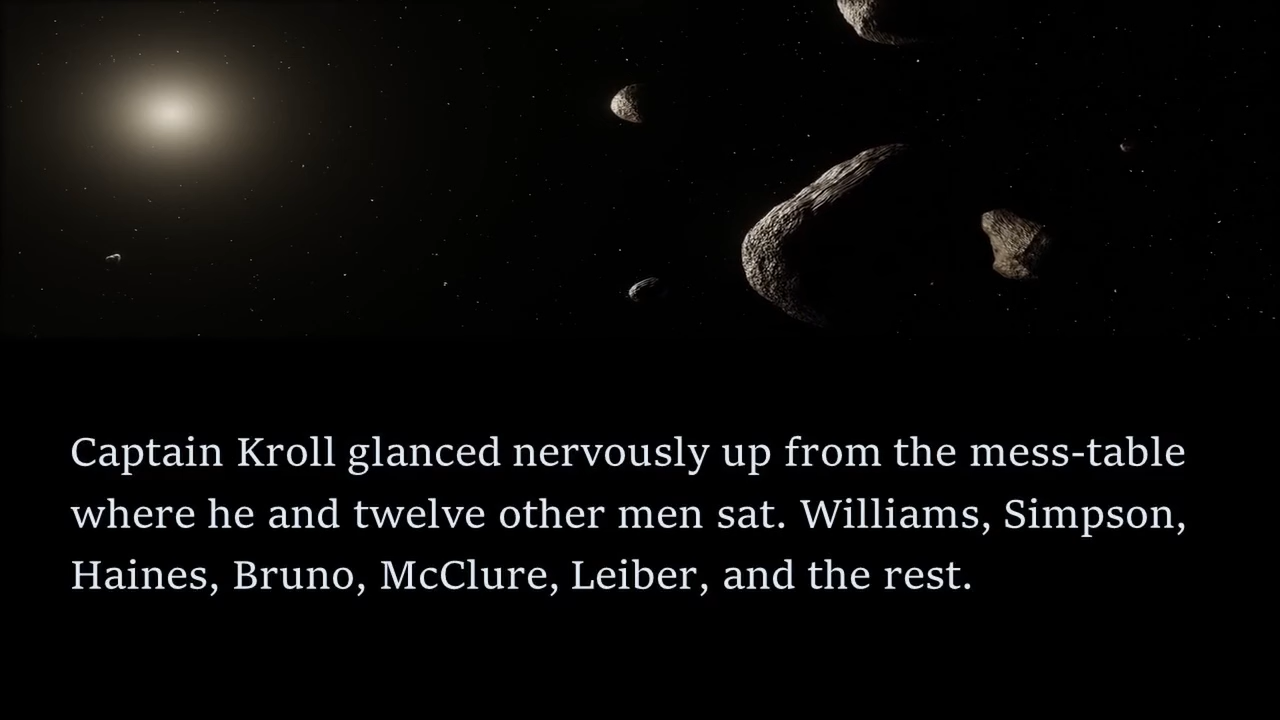 Captain Kroll glanced nervously up from the mess-table
where he and twelve other men sat. Williams, Simpson,
Haines, Bruno, McClure, Leiber, and the rest.